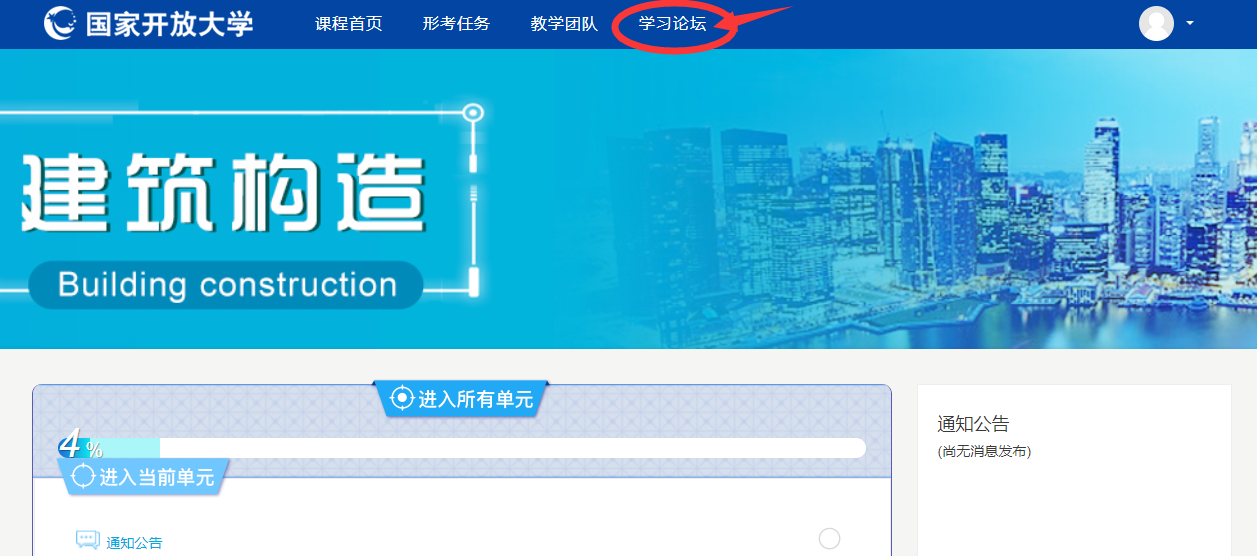 国家开放大学
课程首页
形考任务
教学团队
学习论坛
建筑构造
Building construction
进入所有单元
4 %
进入当前单元
通知公告
通知公告
(尚无消息发布)